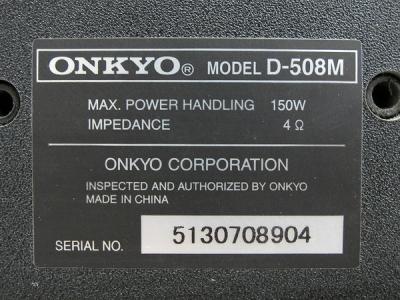 ONKYO® MODEL D-508M
MAX. POWER HANDLING 150W
IMPEDANCE 4 Ω
ONKYO CORPORATION
INSPECTED AND AUTHORIZED BY ONKYO
MADE IN CHINA
SERIAL NO. 5130708904